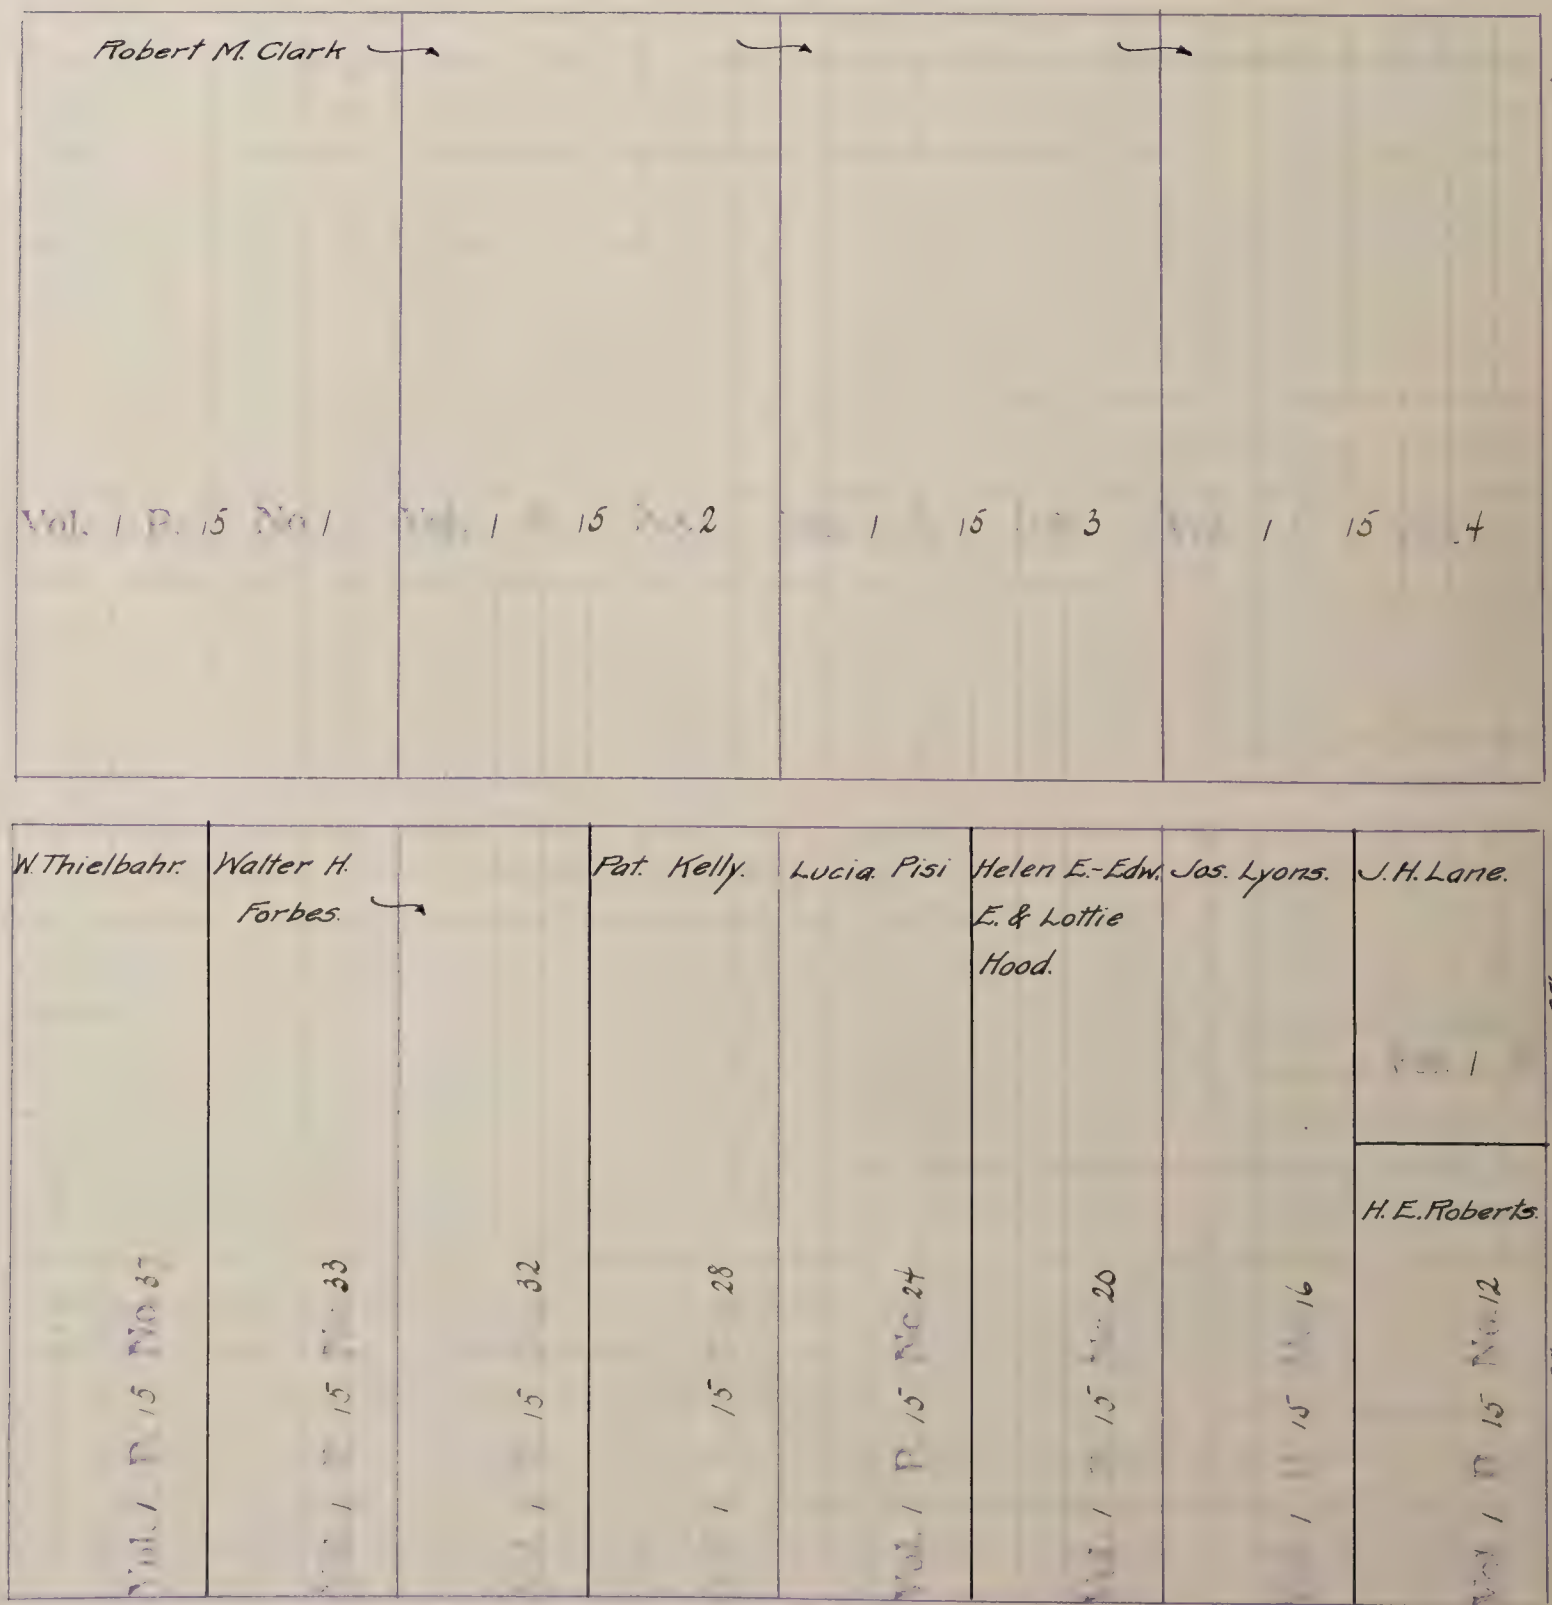 Robert M. Clark
Vol. 1 P. 15 No 1
Vol. 1 15 No. 2
1 15 3
Vol. 1 15 4
W. Thielbahr.
Walter H.
Forbes.
Pat. Kelly.
Lucia Pisi
Helen E.-Edw.
E. & Lottie
Hood.
Jos. Lyons.
J. H. Lane.
1
H. E. Roberts.
Vol. 1 P. 15 No 37
1 15 33
1 15 32
1 15 28
Vol. 1 P 15 No 24
1 15 20
1 15 16
Vol 1 P 15 No. 12